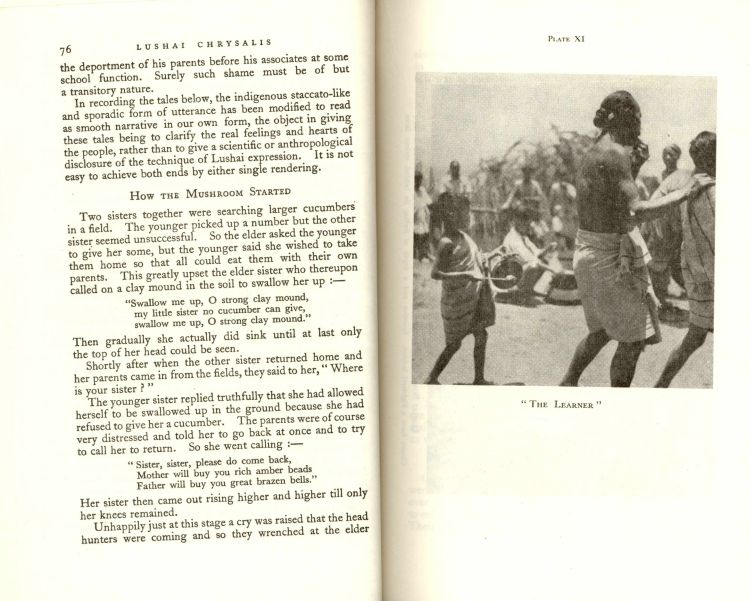 76
LUSHAI CHRYSALIS
the deportment of his parents before his associates at some
school function. Surely such shame must be of but
a transitory nature.
In recording the tales below, the indigenous staccato-like
and sporadic form of utterance has been modified to read
as smooth narrative in our own form, the object in giving
these tales being to clarify the real feelings and hearts of
the people, rather than to give a scientific or anthropological
disclosure of the technique of Lushai expression. It is not
easy to achieve both ends by either single rendering.
HOW THE MUSHROOM STARTED
Two sisters together were searching larger cucumbers
in a field. The younger picked up a number but the other
sister seemed unsuccessful. So the elder asked the younger
to give her some, but the younger said she wished to take
them home so that all could eat them with their own
parents. This greatly upset the elder sister who thereupon
called on a clay mound in the soil to swallow her up :—
"Swallow me up, O strong clay mound,
my little sister no cucumber can give,
swallow me up, O strong clay mound."
Then gradually she actually did sink until at last only
the top of her head could be seen.
Shortly after when the other sister returned home and
her parents came in from the fields, they said to her, " Where
is your sister ? "
The younger sister replied truthfully that she had allowed
herself to be swallowed up in the ground because she had
refused to give her a cucumber. The parents were of course
very distressed and told her to go back at once and to try
to call her to return. So she went calling :—
" Sister, sister, please do come back,
Mother will buy you rich amber beads
Father will buy you great brazen bells."
Her sister then came out rising higher and higher till only
her knees remained.
Unhappily just at this stage a cry was raised that the head
hunters were coming and so they wrenched at the elder
PLATE XI
" THE LEARNER "